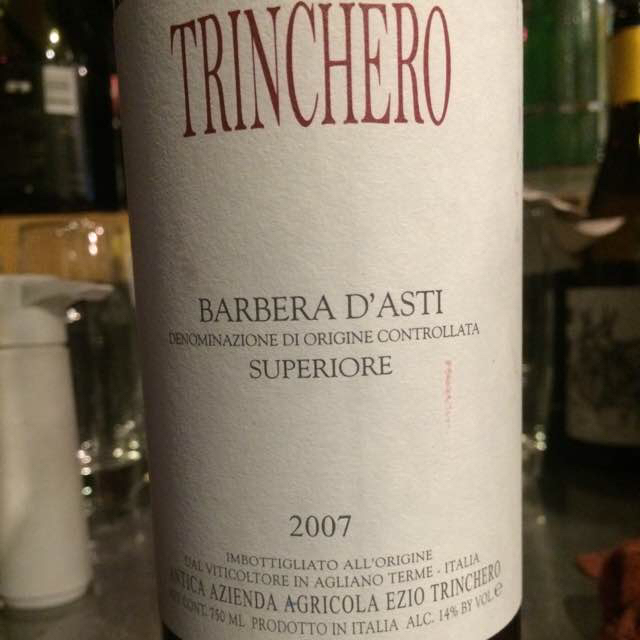 TRINCHERO
BARBERA D'ASTI
DENOMINAZIONE DI ORIGINE CONTROLLATA
SUPERIORE
2007
IMBOTTIGLIATO ALL'ORIGINE
DAL VITICOLTORE IN AGLIANO TERME - ITALIA
ANTICA AZIENDA AGRICOLA EZIO TRINCHERO
CONT. 750 ML. PRODOTTO IN ITALIA ALC. 14% BY VOL. e